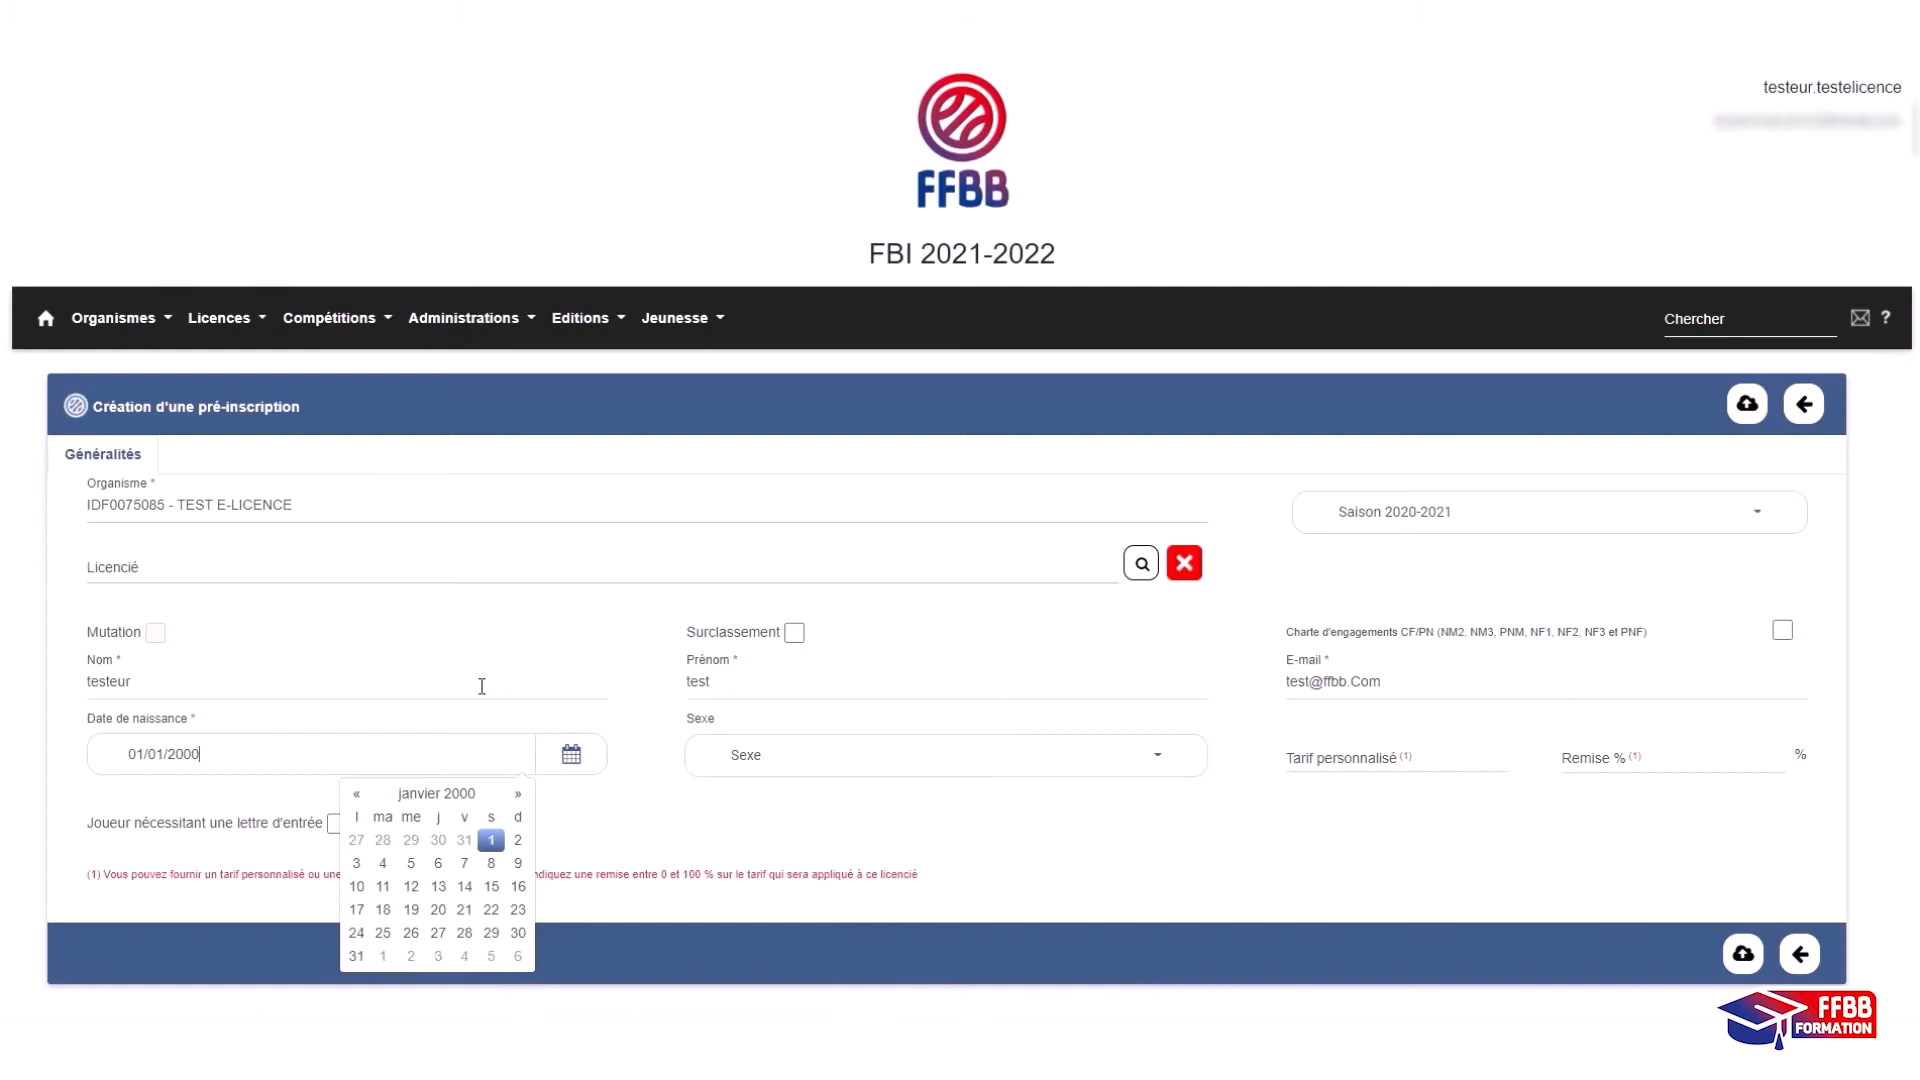 testeur.testelicence
FFBB
FBI 2021-2022
Organismes Licences Compétitions Administrations Editions Jeunesse Chercher ?
Création d'une pré-inscription
Généralités
Organisme *
IDF0075085 - TEST E-LICENCE
Saison 2020-2021
Licencié
Mutation Surclassement Charte d'engagements CF/PN (NM2, NM3, PNM, NF1, NF2, NF3 et PNF)
Nom * Prénom * E-mail *
testeur test test@ffbb.Com
Date de naissance * Sexe
01/01/2000 Sexe Tarif personnalisé (1) Remise % (1) %
« janvier 2000 »
l ma me j v s d
Joueur nécessitant une lettre d'entrée
27 28 29 30 31 1 2
3 4 5 6 7 8 9
(1) Vous pouvez fournir un tarif personnalisé ou une ndiquez une remise entre 0 et 100 % sur le tarif qui sera appliqué à ce licencié
10 11 12 13 14 15 16
17 18 19 20 21 22 23
24 25 26 27 28 29 30
31 1 2 3 4 5 6
FFBB
FORMATION